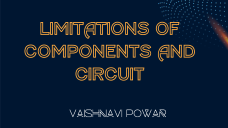 LIMITATIONS OF
COMPONENTS AND
CIRCUIT
VAISHNAVI POWAR